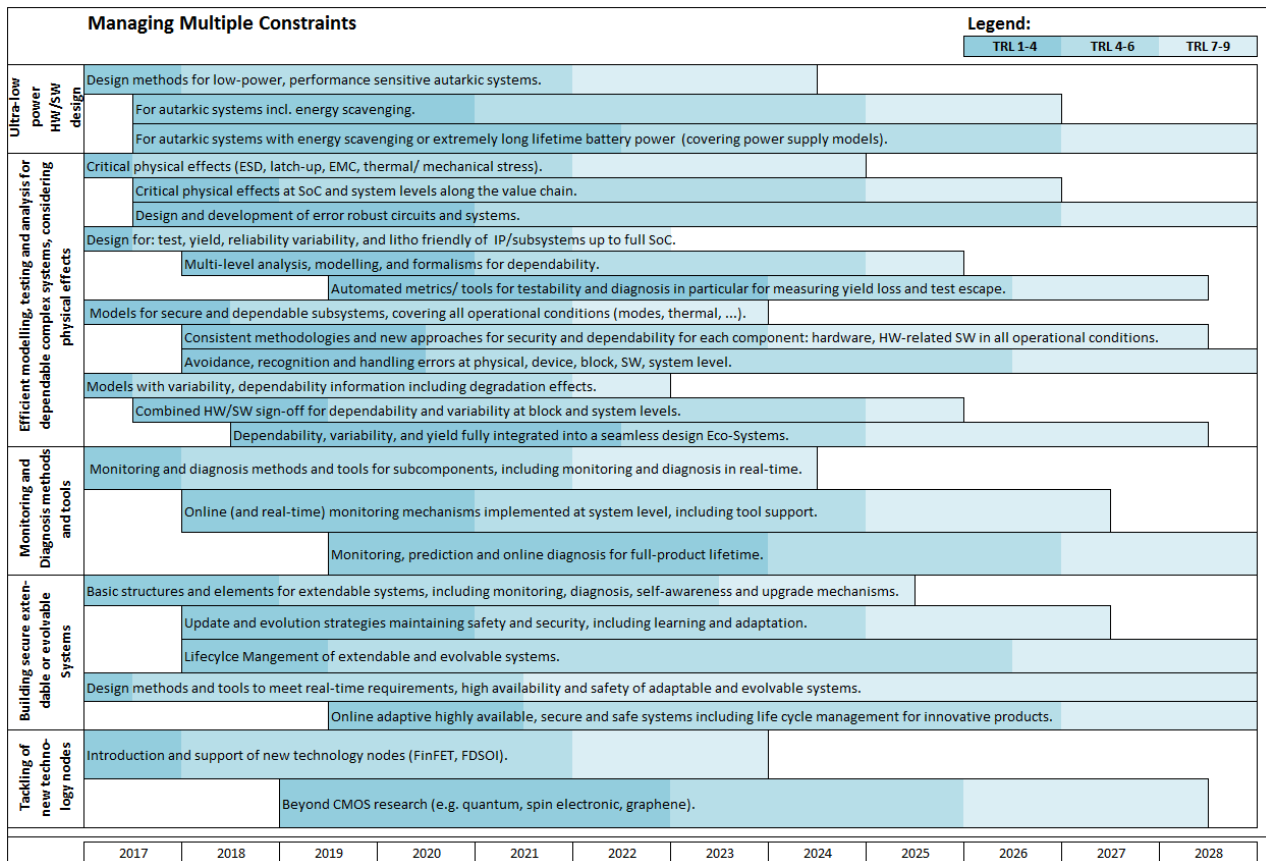 Managing Multiple Constraints
Legend:
TRL 1-4
TRL 4-6
TRL 7-9
Ultra-low
power
HW/SW
design
Design methods for low-power, performance sensitive autarkic systems.
For autarkic systems incl. energy scavenging.
For autarkic systems with energy scavenging or extremely long lifetime battery power (covering power supply models).
Efficient modeling, testing and analysis for
dependable complex systems, considering
physical effects
Critical physical effects (ESD, latch-up, EMC, thermal/ mechanical stress).
Critical physical effects at SoC and system levels along the value chain.
Design and development of error robust circuits and systems.
Design for: test, yield, reliability variability, and litho friendly of IP/subsystems up to full SoC.
Multi-level analysis, modelling, and formalisms for dependability.
Automated metrics/ tools for testability and diagnosis in particular for measuring yield loss and test escape.
Models for secure and dependable subsystems, covering all operational conditions (modes, thermal, ...).
Consistent methodologies and new approaches for security and dependability for each component: hardware, HW-related SW in all operational conditions.
Avoidance, recognition and handling errors at physical, device, block, SW, system level.
Models with variability, dependability information including degradation effects.
Combined HW/SW sign-off for dependability and variability at block and system levels.
Dependability, variability, and yield fully integrated into a seamless design Eco-Systems.
Monitoring and
Diagnosis methods
and tools
Monitoring and diagnosis methods and tools for subcomponents, including monitoring and diagnosis in real-time.
Online (and real-time) monitoring mechanisms implemented at system level, including tool support.
Monitoring, prediction and online diagnosis for full-product lifetime.
Building secure exten-
dable or evolvable
Systems
Basic structures and elements for extendable systems, including monitoring, diagnosis, self-awareness and upgrade mechanisms.
Update and evolution strategies maintaining safety and security, including learning and adaptation.
Lifecylce Mangement of extendable and evolvable systems.
Design methods and tools to meet real-time requirements, high availability and safety of adaptable and evolvable systems.
Online adaptive highly available, secure and safe systems including life cycle management for innovative products.
Tackling of
new techno-
logy nodes
Introduction and support of new technology nodes (FinFET, FDSOI).
Beyond CMOS research (e.g. quantum, spin electronic, graphene).
2017 2018 2019 2020 2021 2022 2023 2024 2025 2026 2027 2028